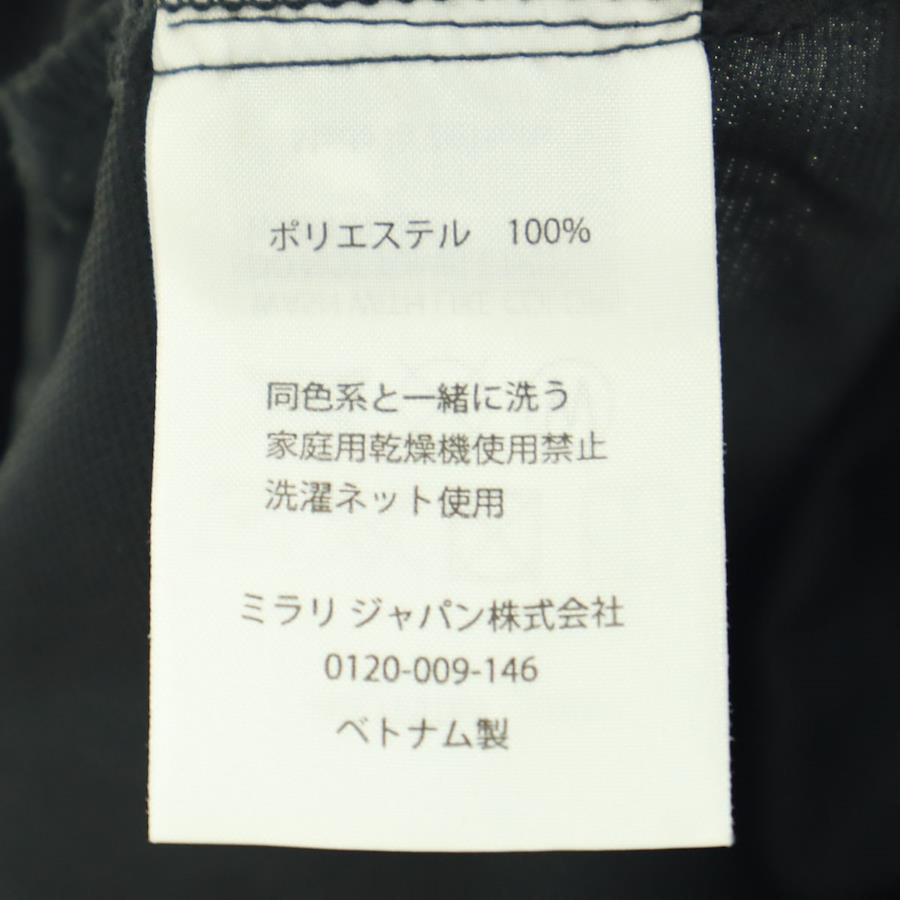 ポリエステル　100%
同色系と一緒に洗う
家庭用乾燥機使用禁止
洗濯ネット使用
ミラリ ジャパン株式会社
0120-009-146
ベトナム製